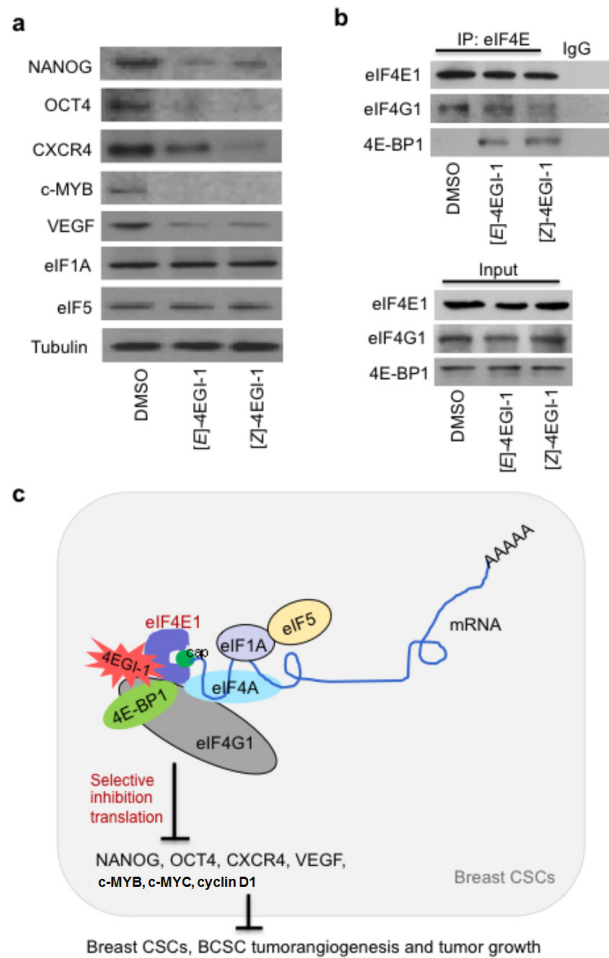 a
NANOG
OCT4
CXCR4
c-MYB
VEGF
eIF1A
eIF5
Tubulin
DMSO
[E]-4EGI-1
[Z]-4EGI-1
b
IP: eIF4E
IgG
eIF4E1
eIF4G1
4E-BP1
DMSO
[E]-4EGI-1
[Z]-4EGI-1
Input
eIF4E1
eIF4G1
4E-BP1
DMSO
[E]-4EGI-1
[Z]-4EGI-1
c
AAAAA
eIF4E1
eIF5
mRNA
eIF1A
cap
4EGI-1
eIF4A
4E-BP1
eIF4G1
Selective
inhibition
translation
NANOG, OCT4, CXCR4, VEGF,
c-MYB, c-MYC, cyclin D1
Breast CSCs
Breast CSCs, BCSC tumorangiogenesis and tumor growth